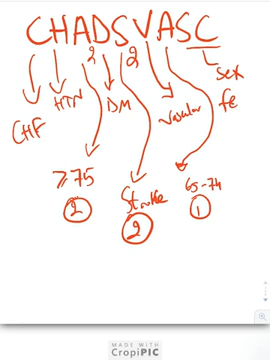 CHADSVASC
2 2
CHF HTN DM Vascular Sex
fe
≥75 Stroke 65-74
2 2 1
MADE WITH
CropiPIC